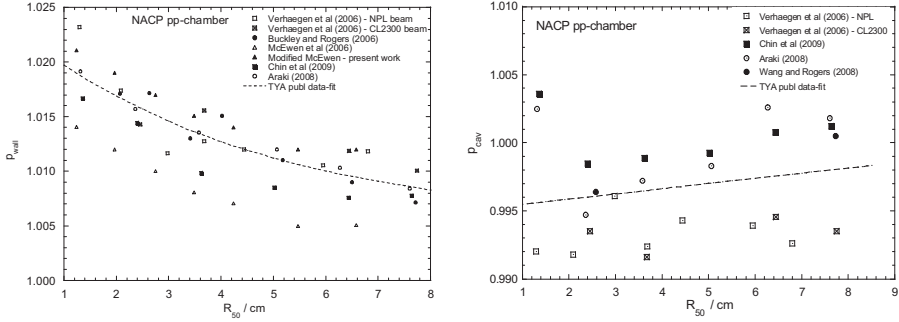 NACP pp-chamber
Verhaegen et al (2006) - NPL beam
Verhaegen et al (2006) - CL2300 beam
Buckley and Rogers (2006)
McEwen et al (2006)
Modified McEwen - present work
Chin et al (2009)
Araki (2008)
TYA publ data-fit
1.025
1.020
1.015
1.010
1.005
1.000
p_wall
1 2 3 4 5 6 7 8
R_50 / cm
NACP pp-chamber
Verhaegen et al (2006) - NPL
Verhaegen et al (2006) - CL2300
Chin et al (2009)
Araki (2008)
Wang and Rogers (2008)
TYA publ data-fit
1.010
1.005
1.000
0.995
0.990
p_cav
1 2 3 4 5 6 7 8 9
R_50 / cm